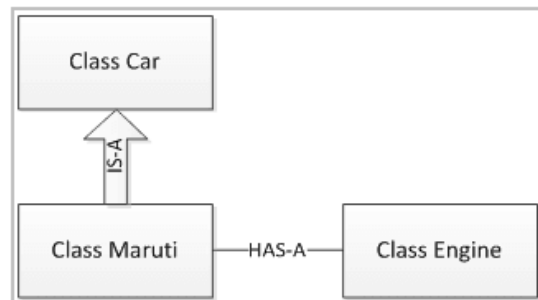 Class Car
IS-A
Class Maruti
HAS-A
Class Engine